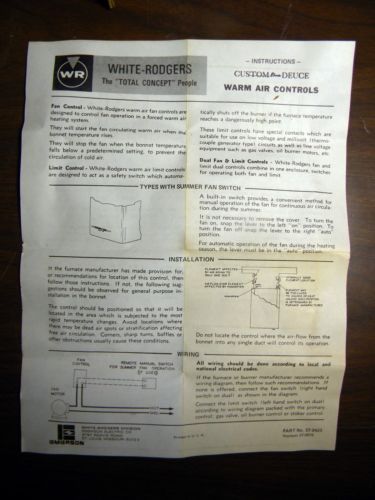 WR
WHITE-RODGERS
The "TOTAL CONCEPT" People
— INSTRUCTIONS —
CUSTOM DEUCE
WARM AIR CONTROLS
Fan Control - White-Rodgers warm air fan controls are
designed to control fan operation in a forced warm air
heating system.
They will start the fan circulating warm air when the
bonnet temperature rises.
They will stop the fan when the bonnet temperature
falls below a predetermined setting, to prevent the
circulation of cold air.
Limit Control - White-Rodgers warm air limit controls
are designed to act as a safety switch which automa-
tically shut off the burner if the furnace temperature
reaches a dangerously high point.
These limit controls have special contacts which are
suitable for use on low voltage and millivolt (thermo-
couple generator type) circuits as well as line voltage
equipment such as gas valves, oil burner motors, etc.
Dual Fan & Limit Controls - White-Rodgers fan and
limit dual controls combine in one enclosure, switches
for operating both fan and limit.
TYPES WITH SUMMER FAN SWITCH
A built-in switch provides a convenient method for
manual operation of the fan for continuous air circula-
tion during the summer.
It is not necessary to remove the cover. To turn the
fan on, snap the lever to the left "on" position. To
turn the fan off snap the lever to the right "auto"
position.
For automatic operation of the fan during the heating
season, the lever must be in the "auto" position.
INSTALLATION
If the furnace manufacturer has made provision for,
or recommendations for location of this control, then
follow those instructions. If not, the following sug-
gestions should be observed for general purpose in-
stallation in the bonnet.
The control should be positioned so that it will be
located in the area which is subjected to the most
rapid temperature changes. Avoid locations where
there may be dead air spots or stratification affecting
free air circulation. Corners, sharp turns, baffles or
other obstructions usually cause these conditions.
Do not locate the control where the air-flow from the
bonnet into any single duct will control its operation.
WIRING
FAN
CONTROL
REMOTE MANUAL SWITCH
FOR SUMMER FAN OPERATION
FAN
MOTOR
All wiring should be done according to local and
national electrical codes.
If the furnace or burner manufacturer recommends a
wiring diagram, then follow such recommendations. If
none is offered, connect the fan switch (right hand
switch on dual) as shown in the diagram.
Connect the limit switch (left hand switch on dual)
according to wiring diagram packed with the primary
control, gas valve, oil burner control or stoker control.
EMERSON
WHITE-RODGERS DIVISION
EMERSON ELECTRIC CO.
PART No. 37-3422